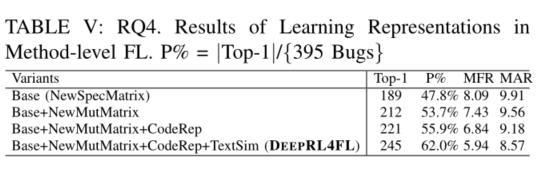 TABLE V: RQ4. Results of Learning Representations in
Method-level FL. P% = |Top-1|/{395 Bugs}
Variants Top-1 P% MFR MAR
Base (NewSpecMatrix) 189 47.8% 8.09 9.91
Base+NewMutMatrix 212 53.7% 7.43 9.56
Base+NewMutMatrix+CodeRep 221 55.9% 6.84 9.18
Base+NewMutMatrix+CodeRep+TextSim (DEEPRL4FL) 245 62.0% 5.94 8.57